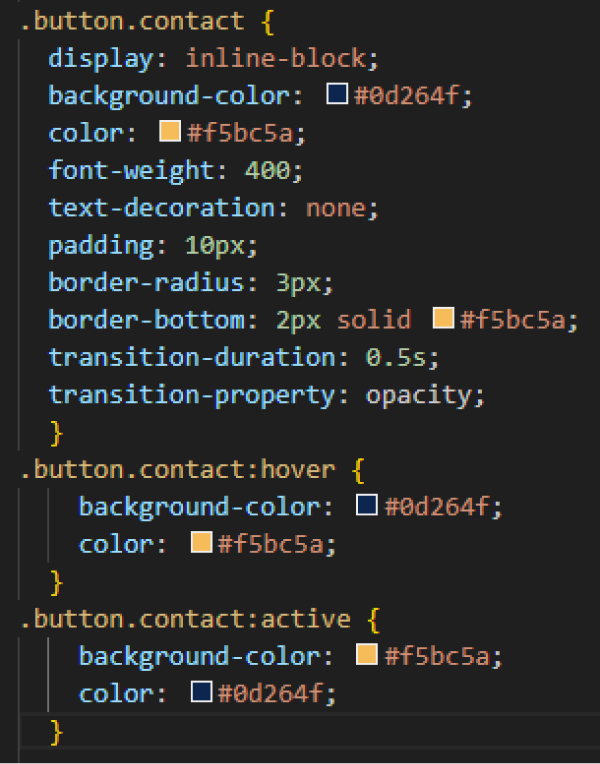 .button.contact {
display: inline-block;
background-color: #0d264f;
color: #f5bc5a;
font-weight: 400;
text-decoration: none;
padding: 10px;
border-radius: 3px;
border-bottom: 2px solid #f5bc5a;
transition-duration: 0.5s;
transition-property: opacity;
}
.button.contact:hover {
background-color: #0d264f;
color: #f5bc5a;
}
.button.contact:active {
background-color: #f5bc5a;
color: #0d264f;
}